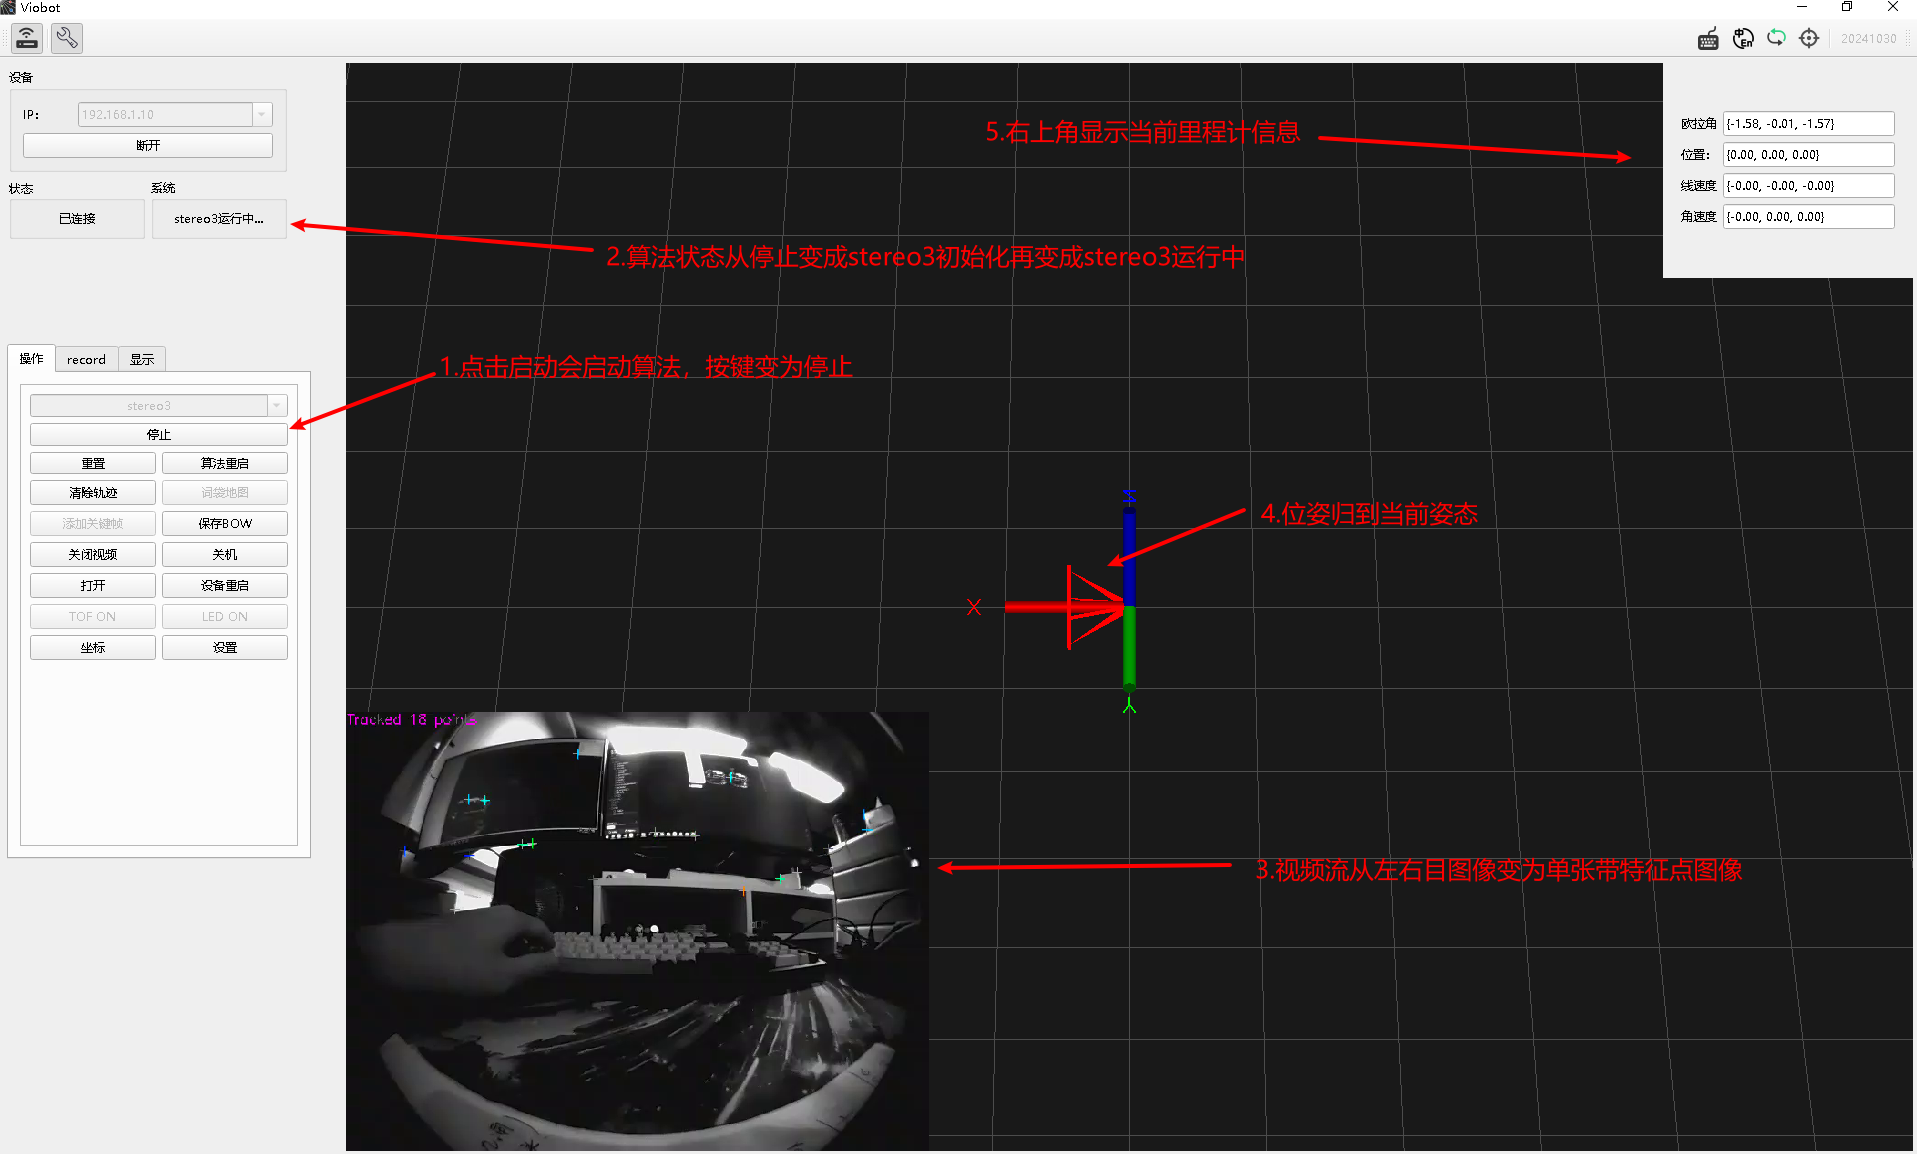 Viobot
20241030
设备
IP：
192.168.1.10
断开
状态
系统
已连接
stereo3运行中...
操作
record
显示
stereo3
停止
重置
算法重启
清除轨迹
词袋地图
添加关键帧
保存BOW
关闭视频
关机
打开
设备重启
TOF ON
LED ON
坐标
设置
5.右上角显示当前里程计信息
欧拉角
{-1.58, -0.01, -1.57}
位置：
{0.00, 0.00, 0.00}
线速度
{-0.00, -0.00, -0.00}
角速度
{-0.00, 0.00, 0.00}
2.算法状态从停止变成stereo3初始化再变成stereo3运行中
1.点击启动会启动算法，按键变为停止
4.位姿归到当前姿态
Z
X
Y
Tracked 18 points
3.视频流从左右目图像变为单张带特征点图像